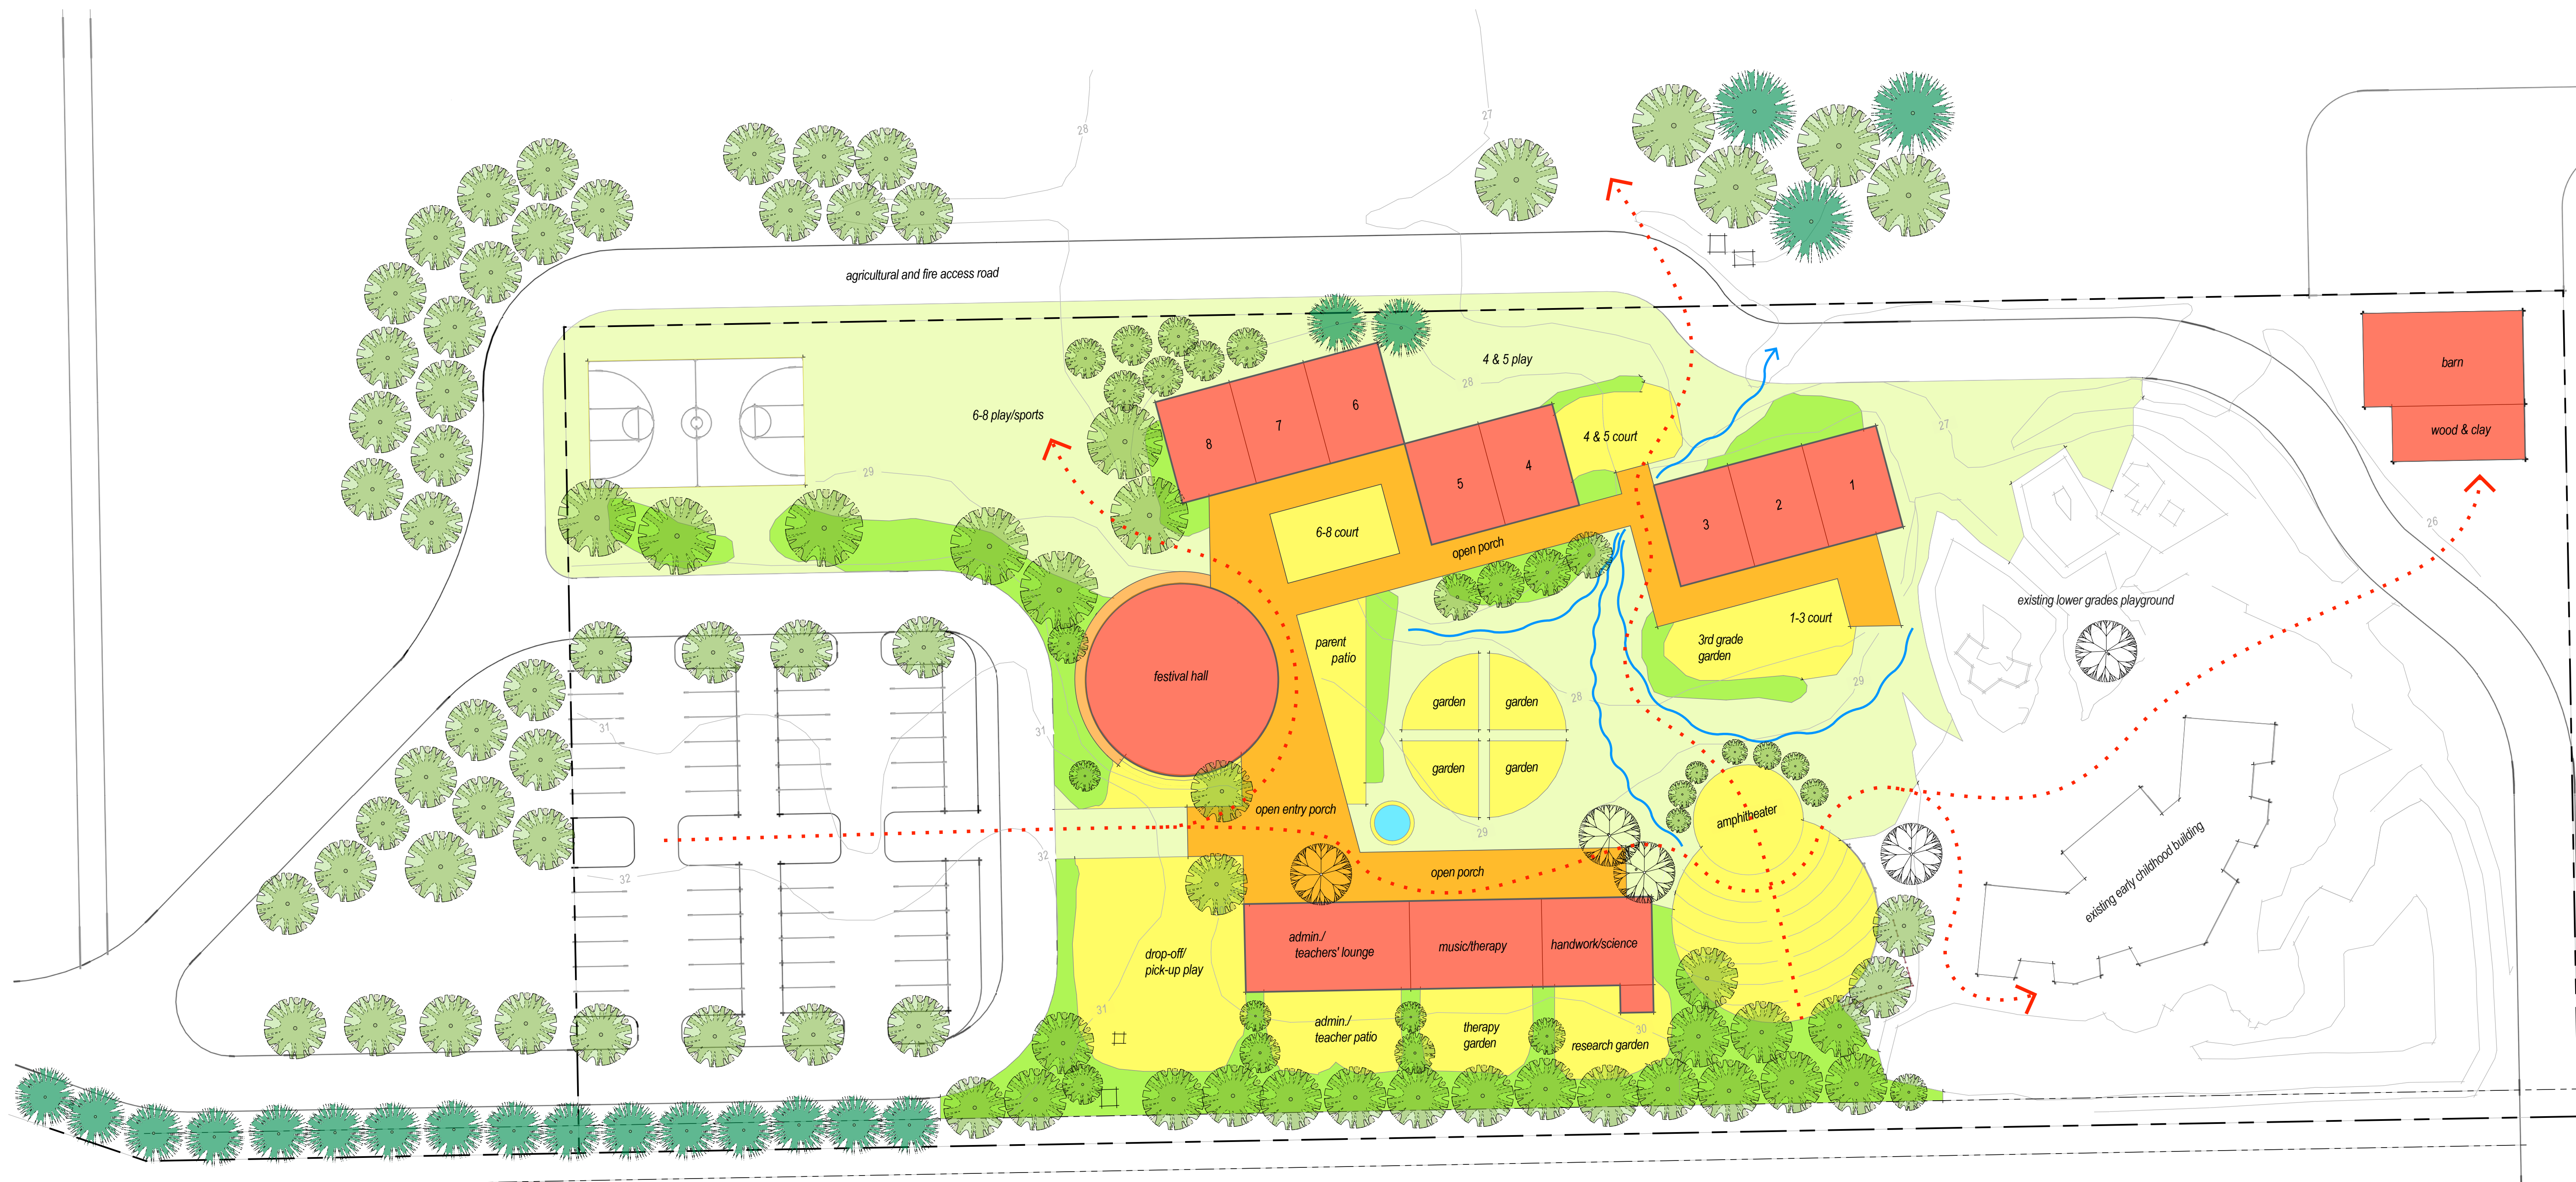 28
27
agricultural and fire access road
4 & 5 play
28
6-8 play/sports
6
7
8
4 & 5 court
4
5
1
2
3
27
29
6-8 court
open porch
barn
wood & clay
26
existing lower grades playground
parent
patio
1-3 court
3rd grade
garden
29
festival hall
28
garden
garden
garden
garden
31
31
open entry porch
29
amphitheater
32
32
open porch
existing early childhood building
admin./
teachers' lounge
music/therapy
handwork/science
drop-off/
pick-up play
31
admin./
teacher patio
therapy
garden
30
research garden